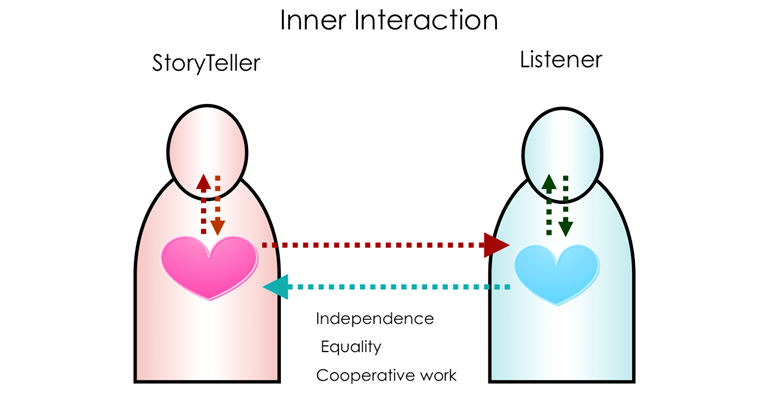 Inner Interaction
StoryTeller
Listener
Independence
Equality
Cooperative work